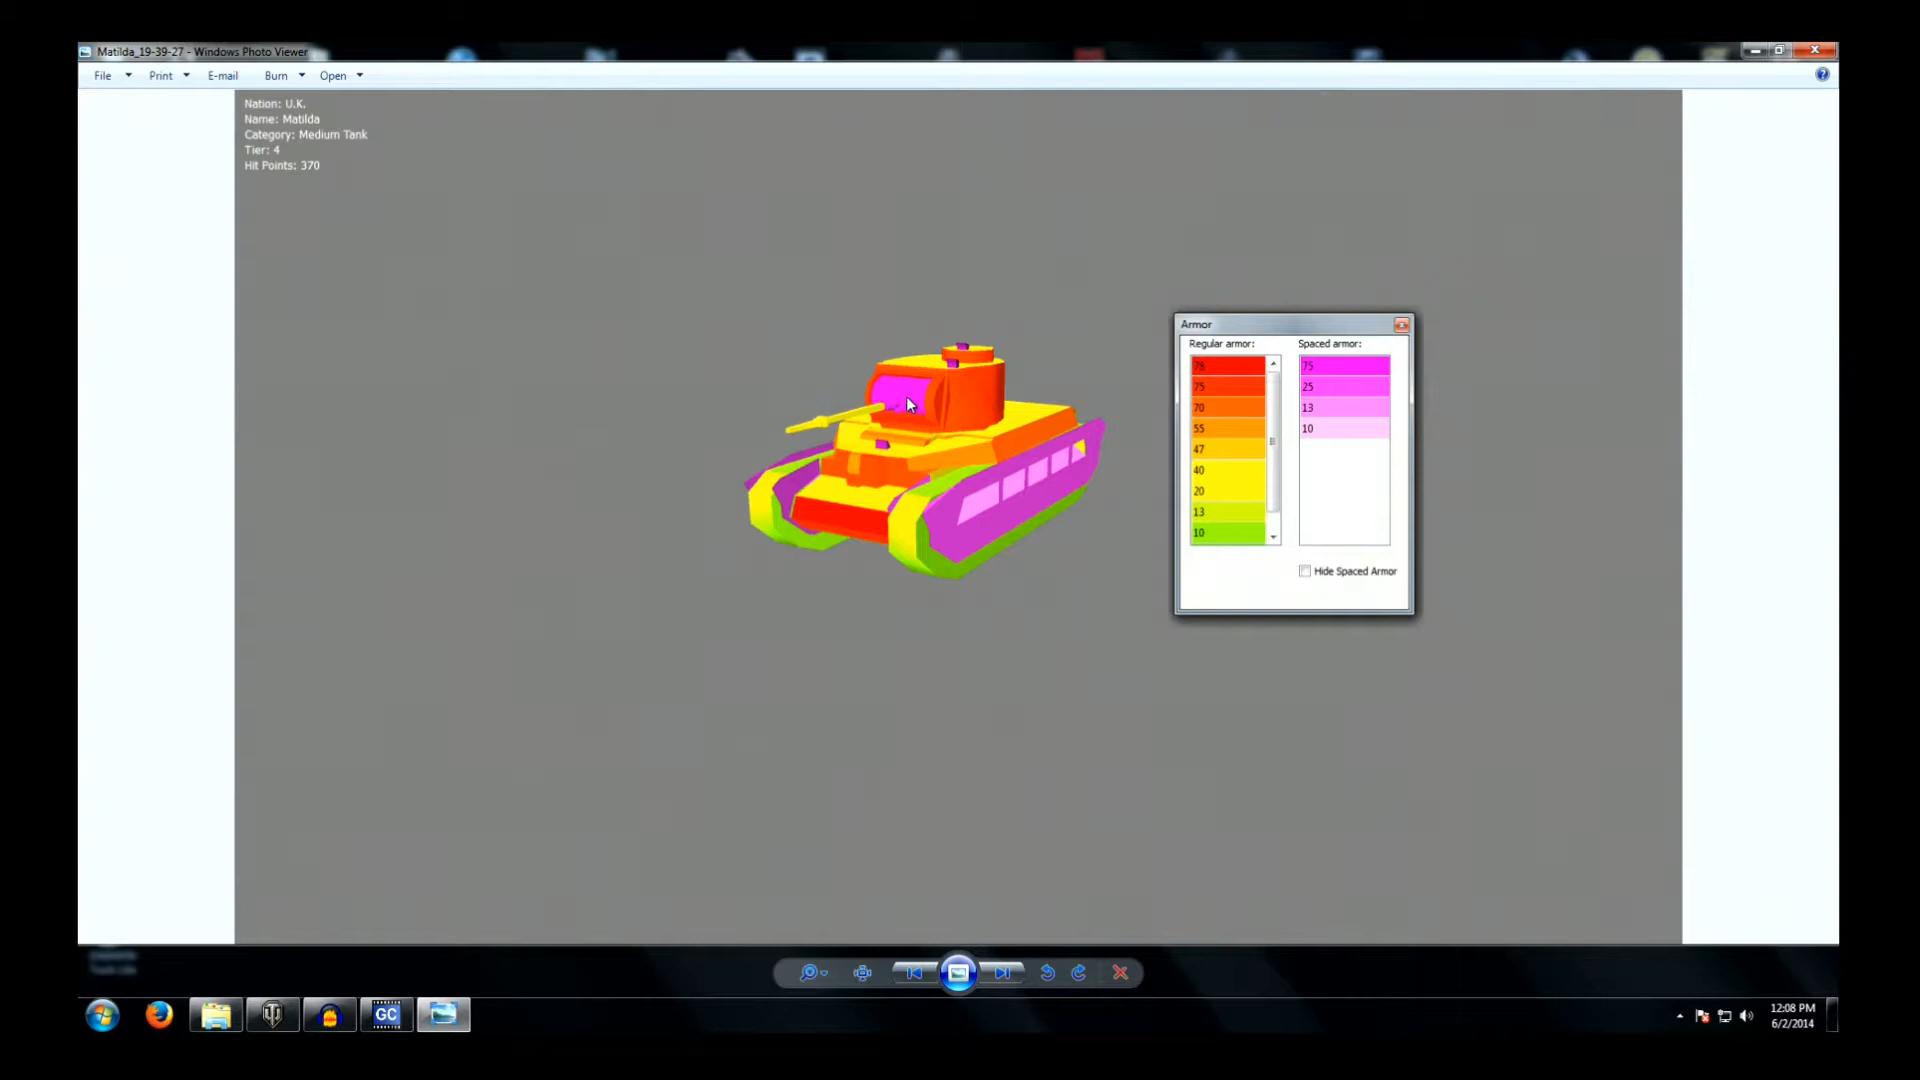 Matilda_19-39-27 - Windows Photo Viewer
File Print E-mail Burn Open
Nation: U.K.
Name: Matilda
Category: Medium Tank
Tier: 4
Hit Points: 370
Armor
Regular armor: Spaced armor:
78 75
75 25
70 13
55 10
47
40
20
13
10
Hide Spaced Armor
GC
12:08 PM
6/2/2014